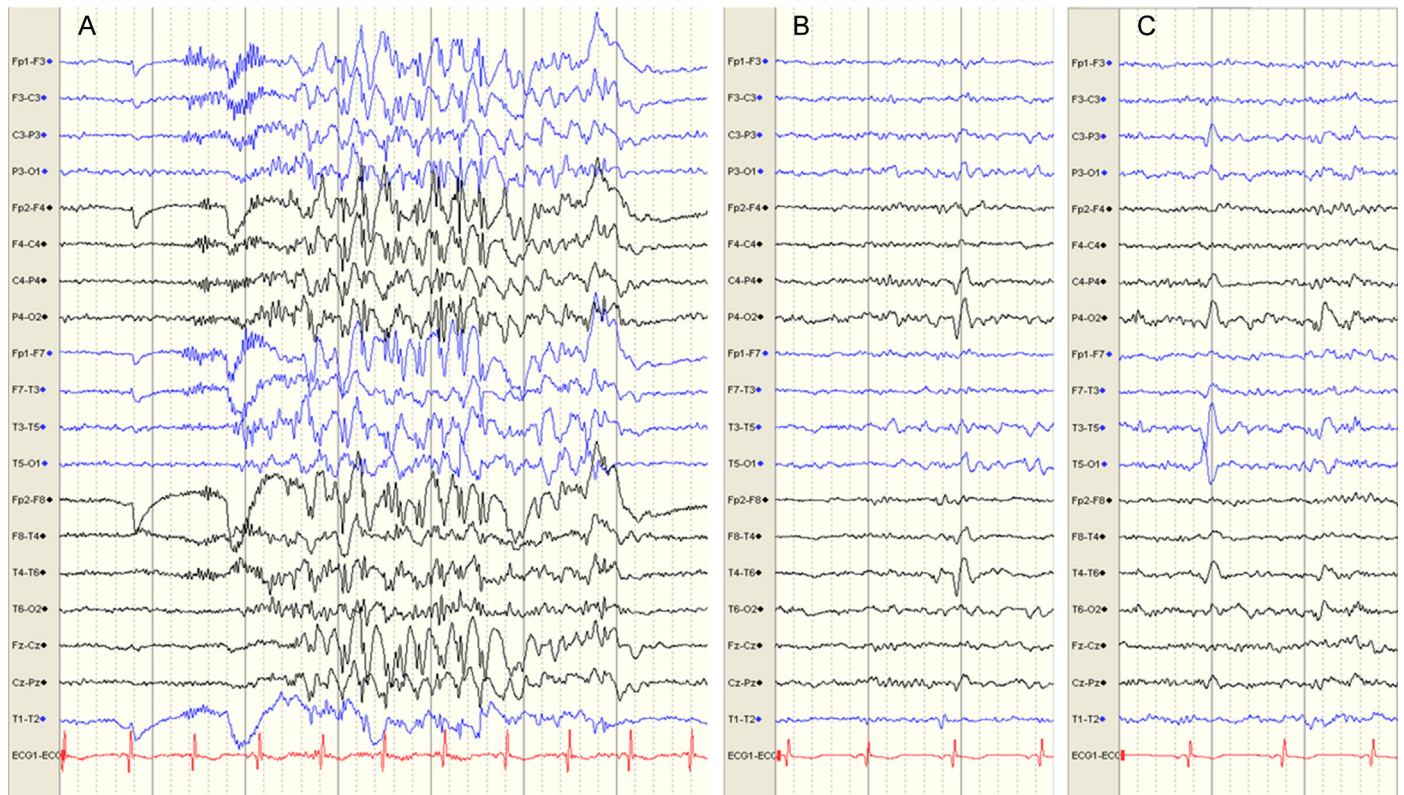 A
Fp1-F3
F3-C3
C3-P3
P3-O1
Fp2-F4
F4-C4
C4-P4
P4-O2
Fp1-F7
F7-T3
T3-T5
T5-O1
Fp2-F8
F8-T4
T4-T6
T6-O2
Fz-Cz
Cz-Pz
T1-T2
ECG1-ECG
B
Fp1-F3
F3-C3
C3-P3
P3-O1
Fp2-F4
F4-C4
C4-P4
P4-O2
Fp1-F7
F7-T3
T3-T5
T5-O1
Fp2-F8
F8-T4
T4-T6
T6-O2
Fz-Cz
Cz-Pz
T1-T2
ECG1-ECG
C
Fp1-F3
F3-C3
C3-P3
P3-O1
Fp2-F4
F4-C4
C4-P4
P4-O2
Fp1-F7
F7-T3
T3-T5
T5-O1
Fp2-F8
F8-T4
T4-T6
T6-O2
Fz-Cz
Cz-Pz
T1-T2
ECG1-ECG